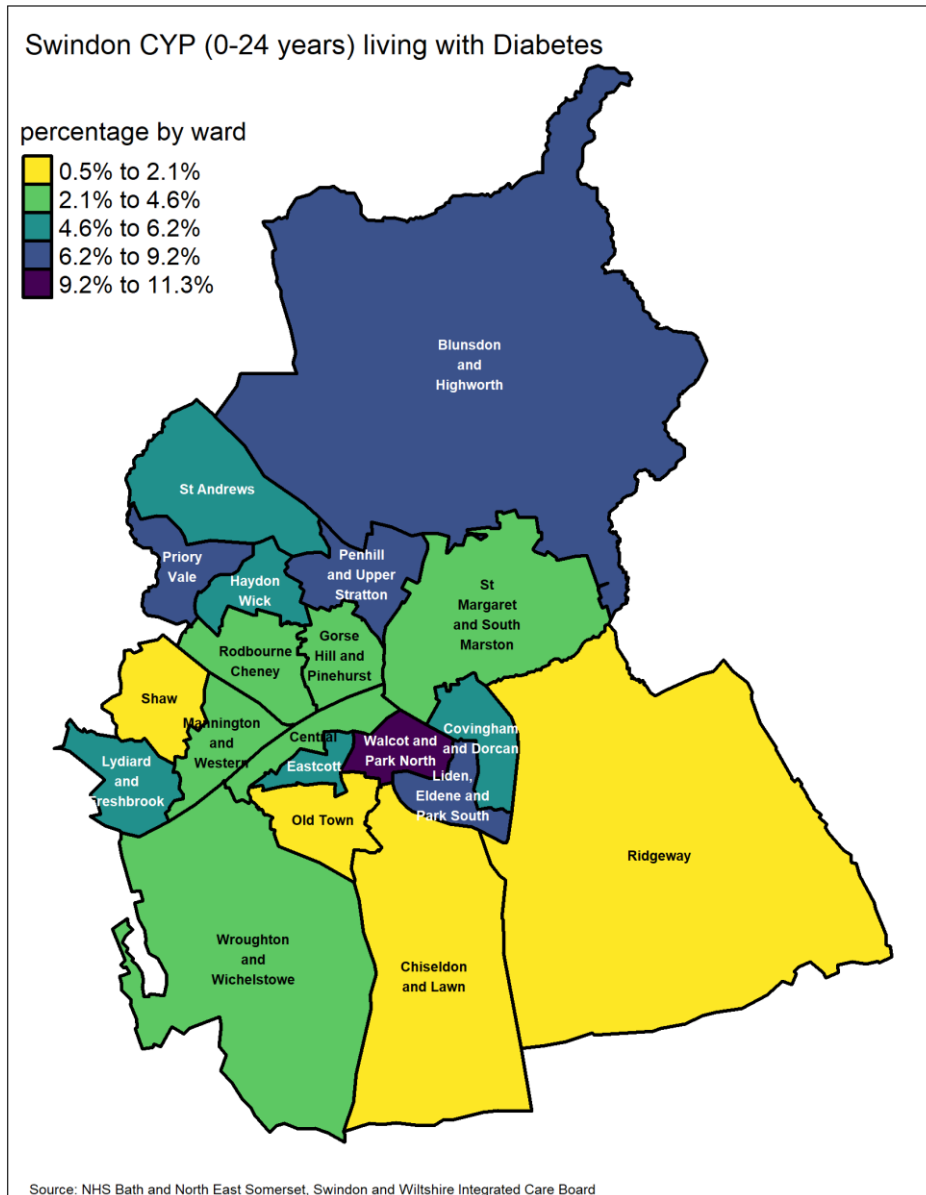 Swindon CYP (0-24 years) living with Diabetes
percentage by ward
0.5% to 2.1%
2.1% to 4.6%
4.6% to 6.2%
6.2% to 9.2%
9.2% to 11.3%
Blunsdon
and
Highworth
St Andrews
Priory
Vale
Haydon
Wick
Penhill
and Upper
Stratton
St
Margaret
and South
Marston
Rodbourne
Cheney
Gorse
Hill and
Pinehurst
Shaw
Mannington
and
Western
Central
Walcot and
Park North
Covingham
and Dorcan
Lydiard
and
Freshbrook
Eastcott
Liden,
Eldene and
Park South
Old Town
Ridgeway
Wroughton
and
Wichelstowe
Chiseldon
and Lawn
Source: NHS Bath and North East Somerset, Swindon and Wiltshire Integrated Care Board